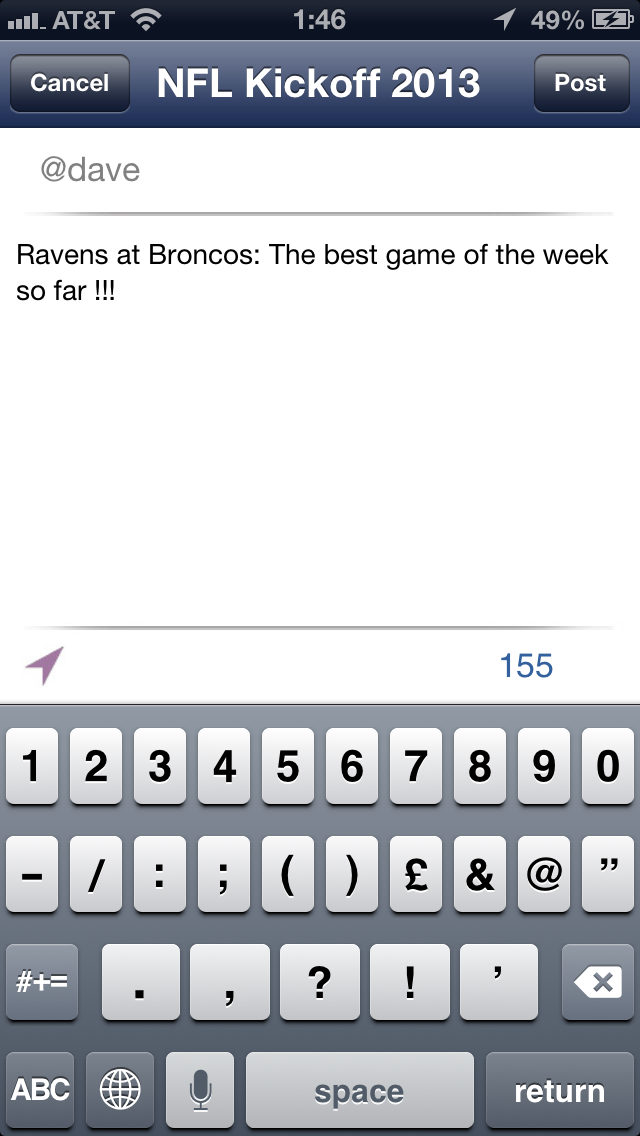 AT&T 1:46 49%
Cancel NFL Kickoff 2013 Post
@dave
Ravens at Broncos: The best game of the week
so far !!!
155
1 2 3 4 5 6 7 8 9 0
- / : ; ( ) £ & @ ”
#+= . , ? ! ’
ABC space return